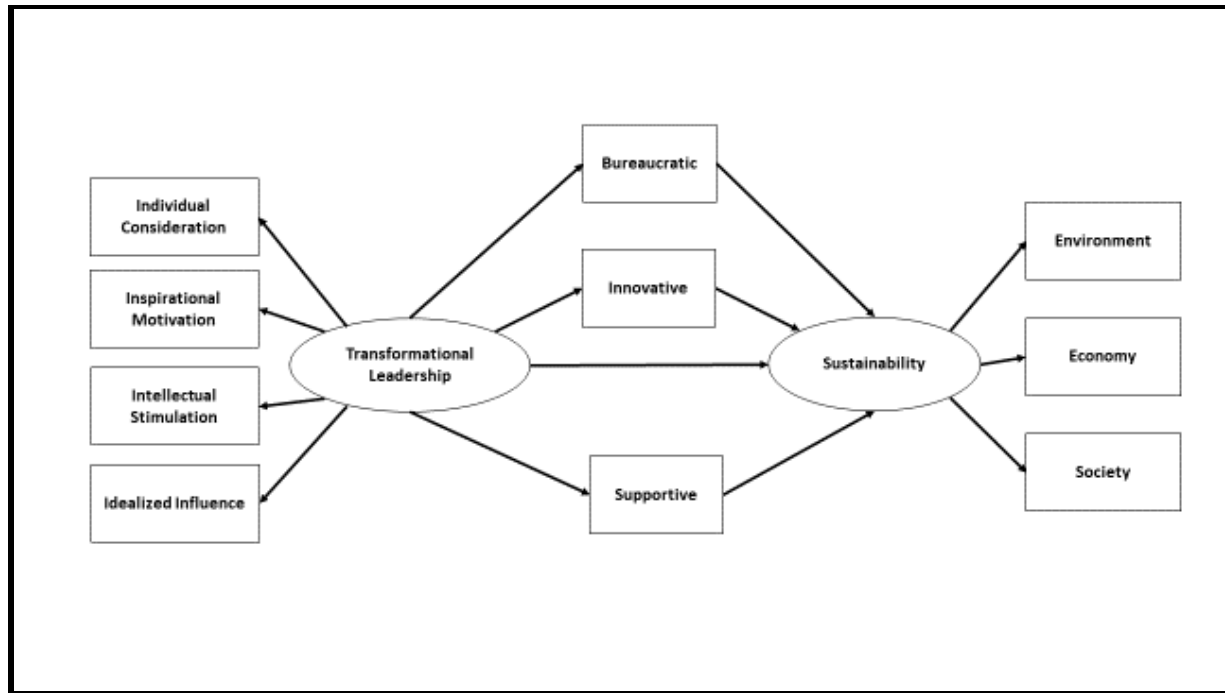 Individual
Consideration
Inspirational
Motivation
Intellectual
Stimulation
Idealized Influence
Transformational
Leadership
Bureaucratic
Innovative
Supportive
Sustainability
Environment
Economy
Society